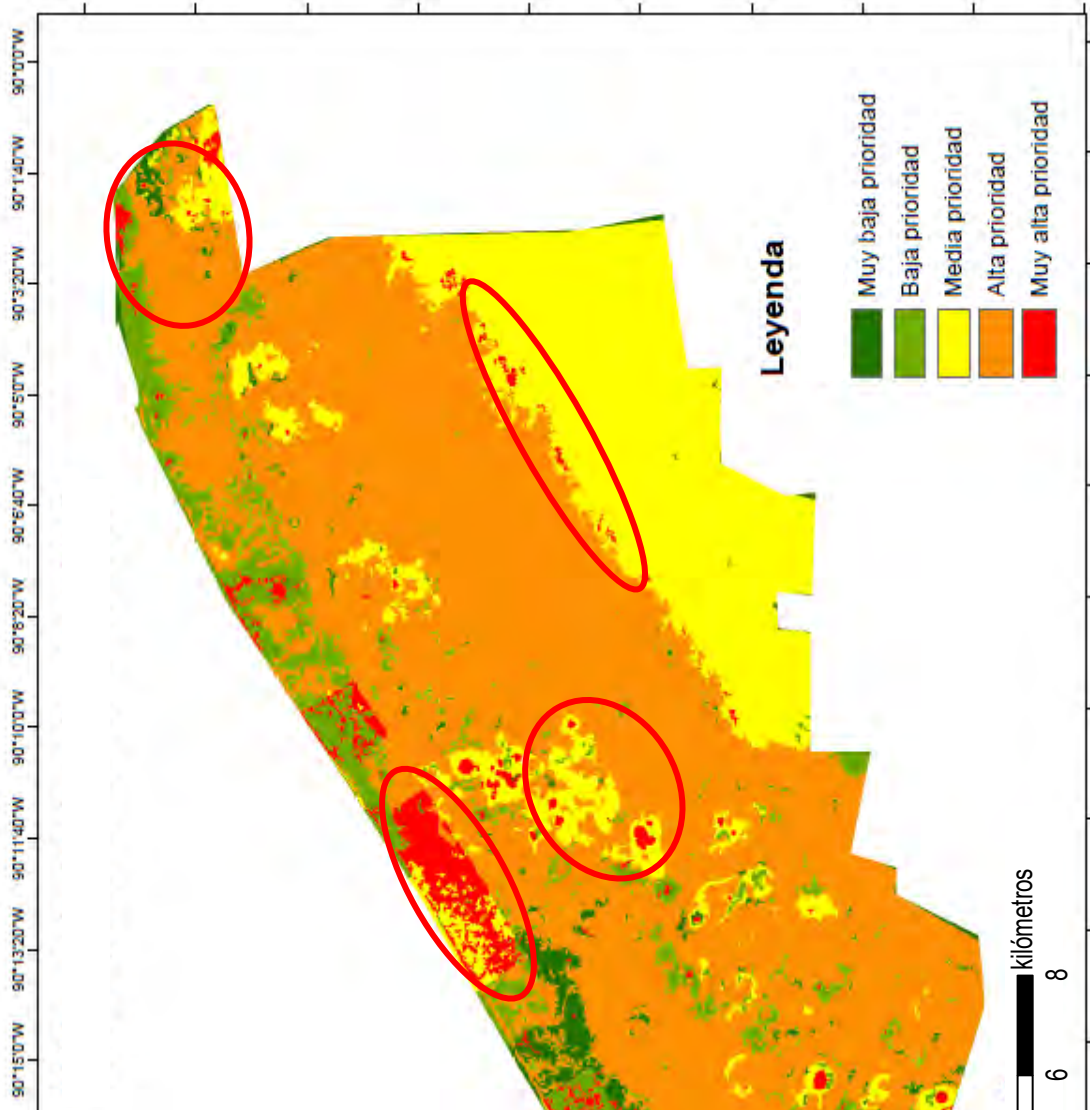 90°15'0"W 90°13'20"W 90°11'40"W 90°10'0"W 90°8'20"W 90°6'40"W 90°5'0"W 90°3'20"W 90°1'40"W 90°0'0"W
Leyenda
Muy baja prioridad
Baja prioridad
Media prioridad
Alta prioridad
Muy alta prioridad
kilómetros
6 8